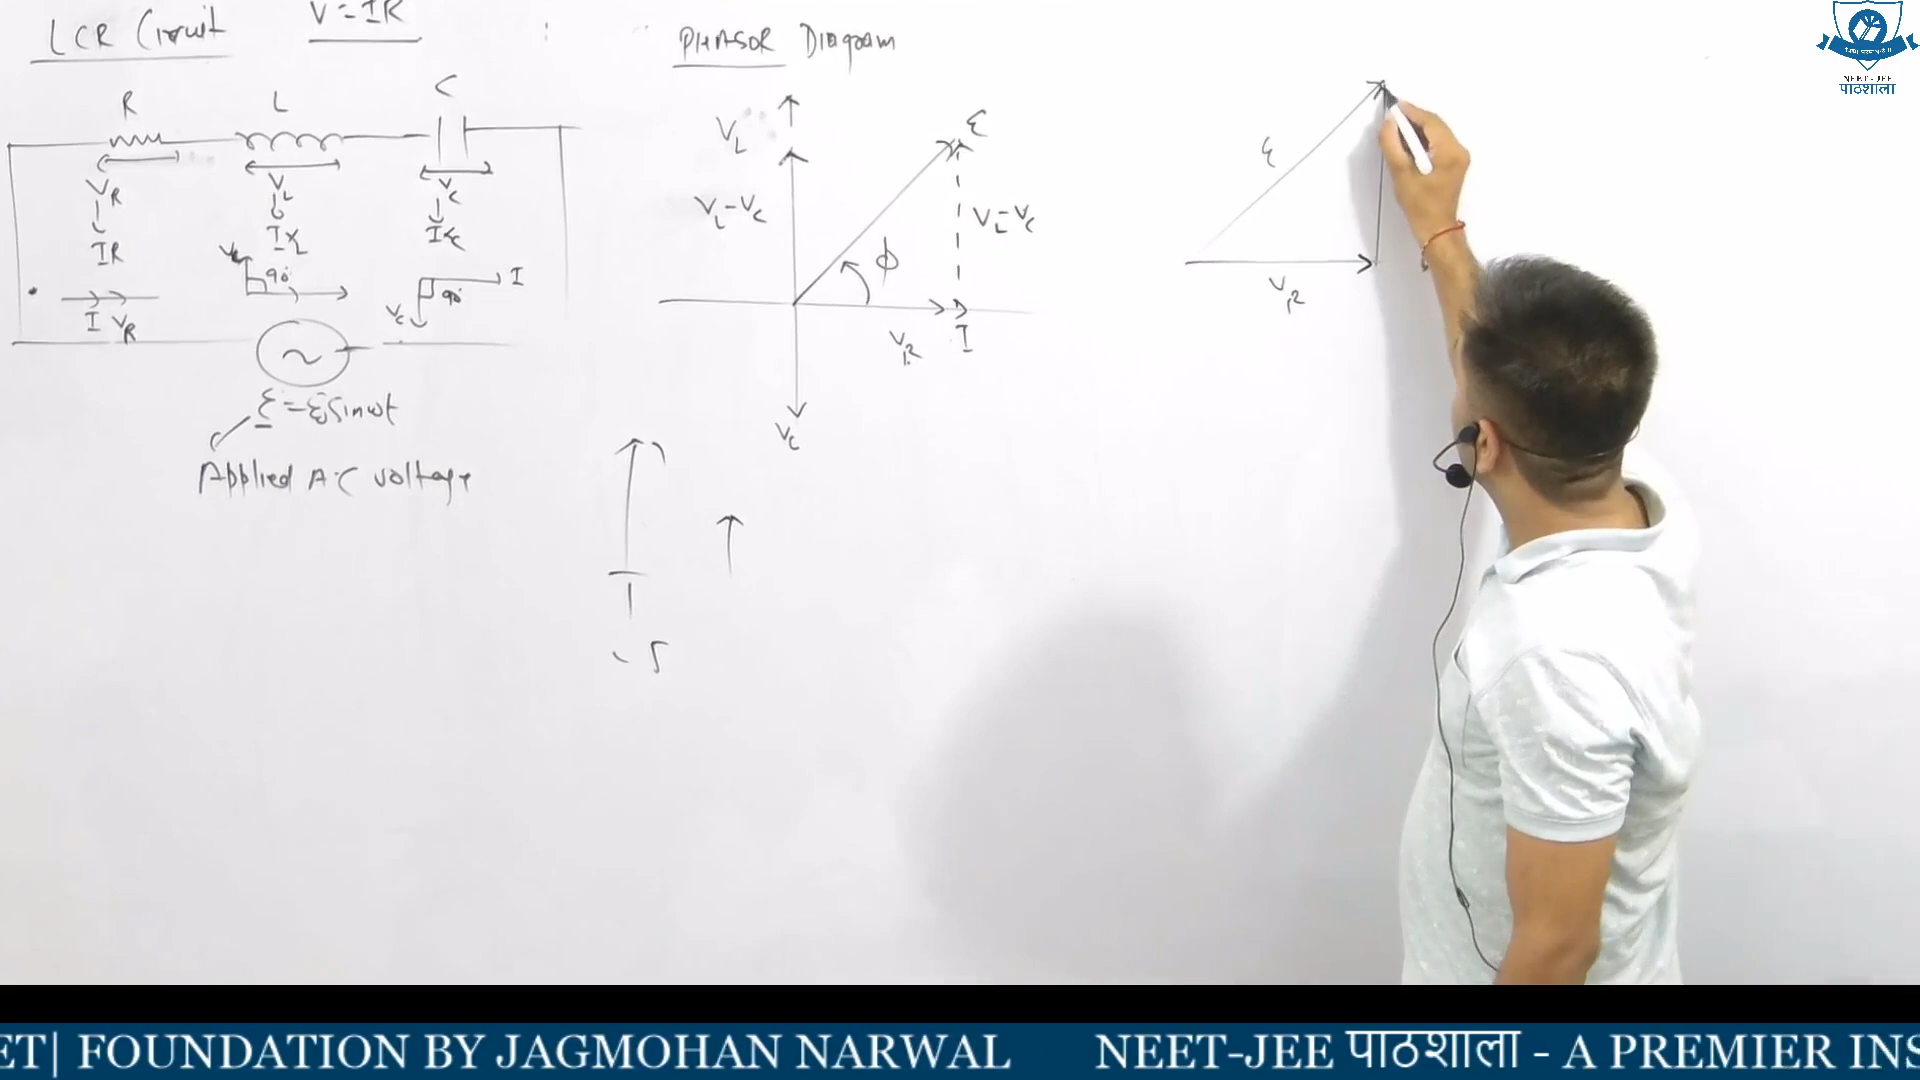 LCR Circuit
V = IR
R
L
C
V_R
V_L
V_C
IR
IX_L
IX_C
V_L
90°
90°
I
V_C
I V_R
~
ε = ε₀ Sin ωt
Applied A.C voltage
PHASOR Diagram
V_L
ε
V_L - V_C
V_L - V_C
ϕ
V_R
I
V_C
ε
V_R
NEET - JEE
पाठशाला
ET| FOUNDATION BY JAGMOHAN NARWAL NEET-JEE पाठशाला - A PREMIER INS